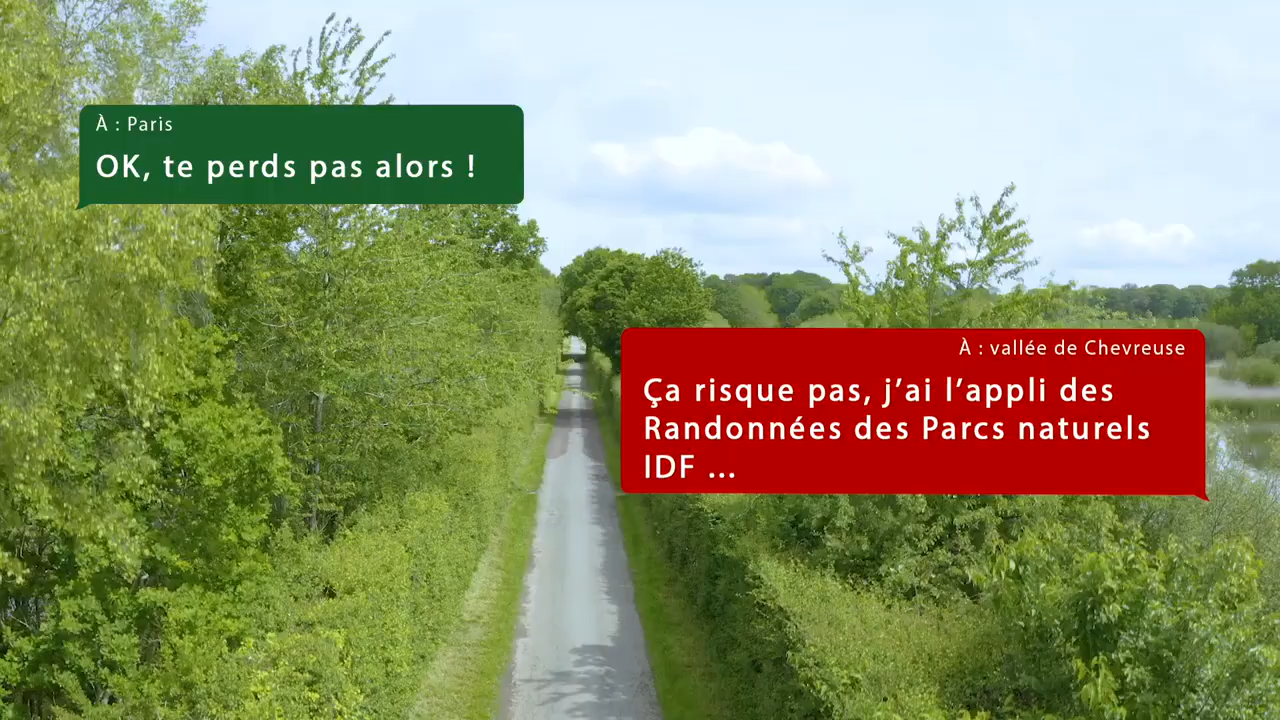 À : Paris
OK, te perds pas alors !
À : vallée de Chevreuse
Ça risque pas, j’ai l’appli des
Randonnées des Parcs naturels
IDF ...